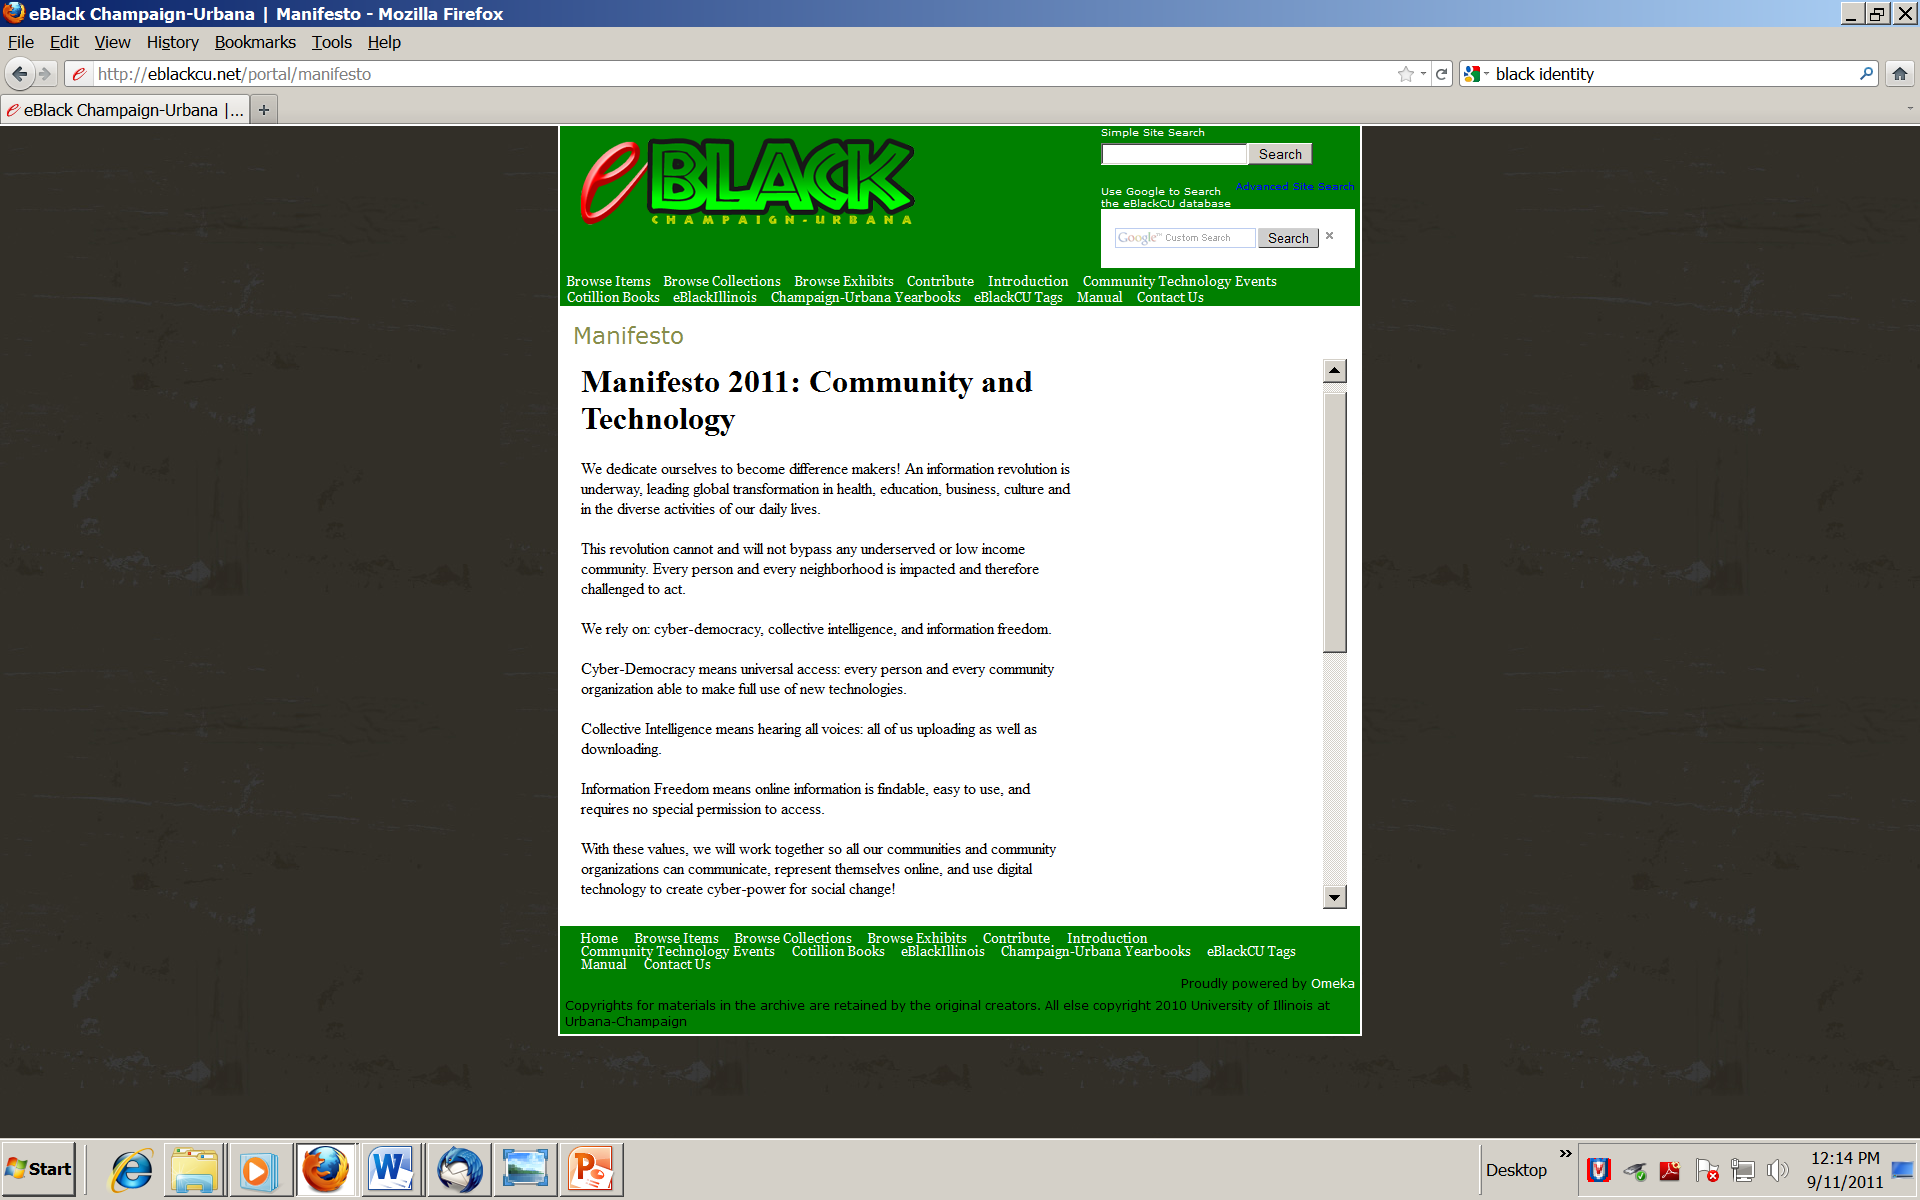 eBlack Champaign-Urbana | Manifesto - Mozilla Firefox
File Edit View History Bookmarks Tools Help
http://eblackcu.net/portal/manifesto
black identity
eBlack Champaign-Urbana |...
eBLACK
CHAMPAIGN-URBANA
Simple Site Search
Search
Advanced Site Search
Use Google to Search
the eBlackCU database
Google™ Custom Search
Search
Browse Items Browse Collections Browse Exhibits Contribute Introduction Community Technology Events
Cotillion Books eBlackIllinois Champaign-Urbana Yearbooks eBlackCU Tags Manual Contact Us
Manifesto
Manifesto 2011: Community and
Technology
We dedicate ourselves to become difference makers! An information revolution is
underway, leading global transformation in health, education, business, culture and
in the diverse activities of our daily lives.
This revolution cannot and will not bypass any underserved or low income
community. Every person and every neighborhood is impacted and therefore
challenged to act.
We rely on: cyber-democracy, collective intelligence, and information freedom.
Cyber-Democracy means universal access: every person and every community
organization able to make full use of new technologies.
Collective Intelligence means hearing all voices: all of us uploading as well as
downloading.
Information Freedom means online information is findable, easy to use, and
requires no special permission to access.
With these values, we will work together so all our communities and community
organizations can communicate, represent themselves online, and use digital
technology to create cyber-power for social change!
Home Browse Items Browse Collections Browse Exhibits Contribute Introduction
Community Technology Events Cotillion Books eBlackIllinois Champaign-Urbana Yearbooks eBlackCU Tags
Manual Contact Us
Proudly powered by Omeka
Copyrights for materials in the archive are retained by the original creators. All else copyright 2010 University of Illinois at
Urbana-Champaign
Start
Desktop
12:14 PM
9/11/2011